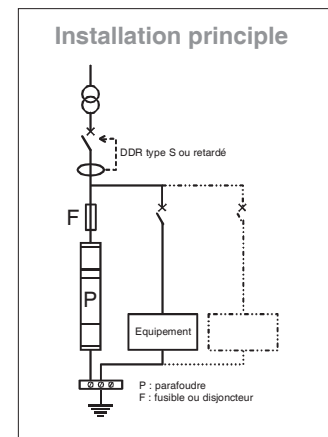 Installation principle
DDR type S ou retardé
F
P
Equipement
P : parafoudre
F : fusible ou disjoncteur